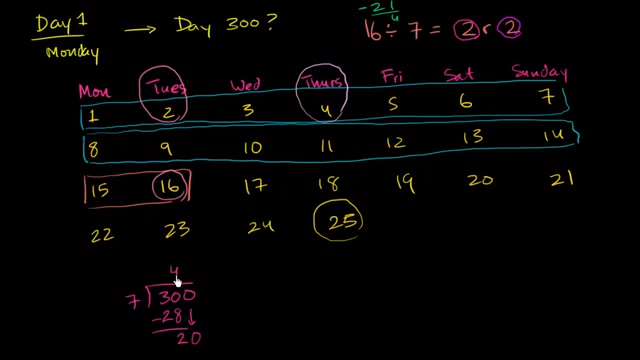 Day 1 → Day 300?
Monday
-21
4
16 ÷ 7 = 2 r 2
Mon Tues Wed Thurs Fri Sat Sunday
1 2 3 4 5 6 7
8 9 10 11 12 13 14
15 16 17 18 19 20 21
22 23 24 25
4
7 300
-28↓
20